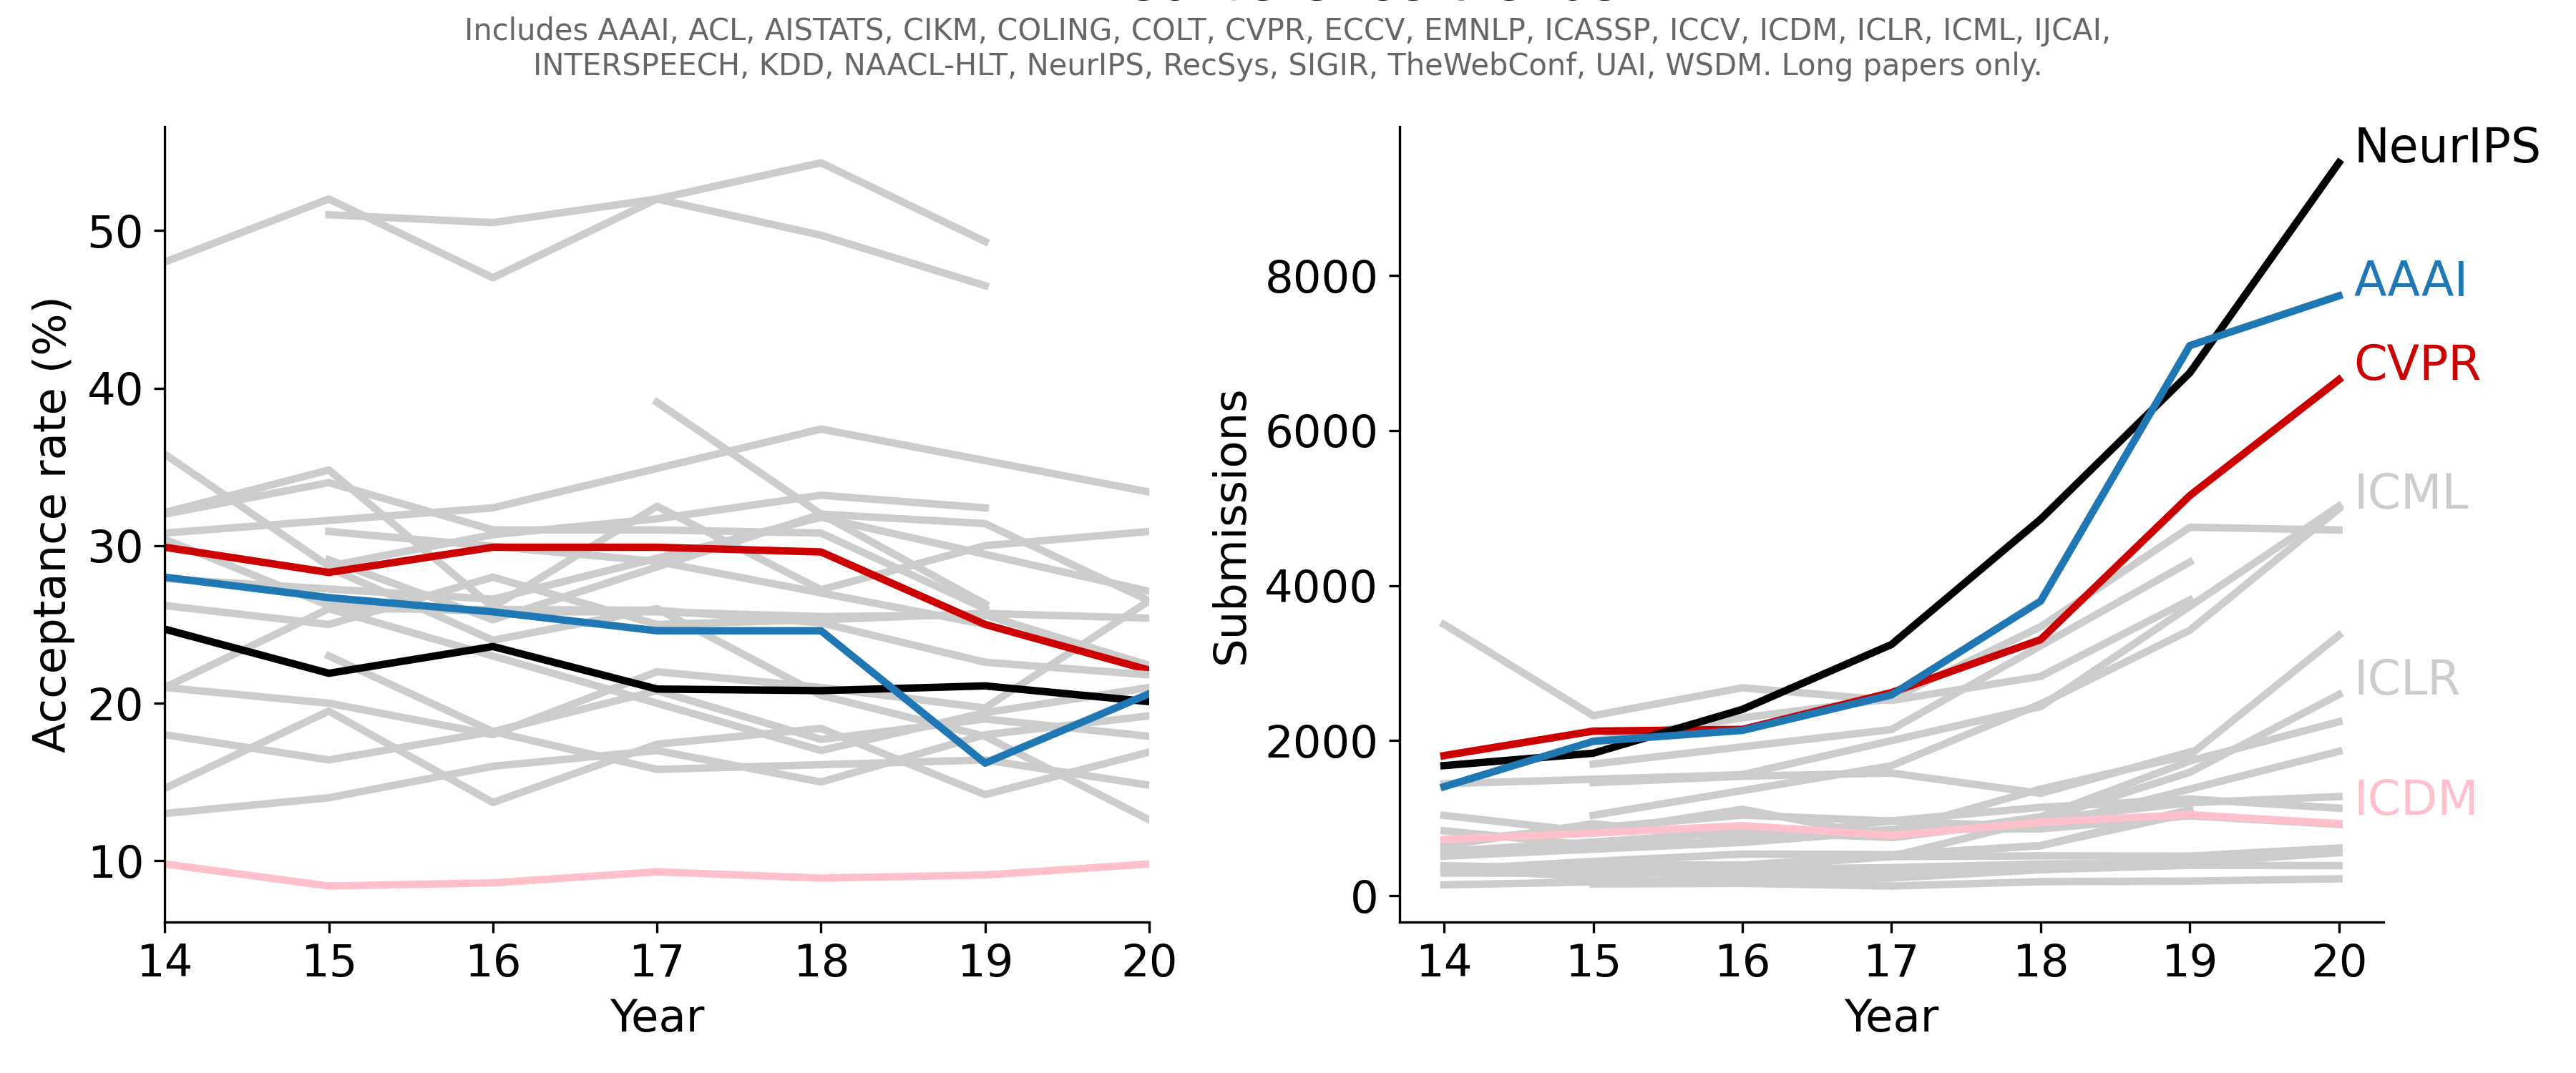 Includes AAAI, ACL, AISTATS, CIKM, COLING, COLT, CVPR, ECCV, EMNLP, ICASSP, ICCV, ICDM, ICLR, ICML, IJCAI,
INTERSPEECH, KDD, NAACL-HLT, NeurIPS, RecSys, SIGIR, TheWebConf, UAI, WSDM. Long papers only.
Acceptance rate (%)
50
40
30
20
10
14 15 16 17 18 19 20
Year
Submissions
8000
6000
4000
2000
0
14 15 16 17 18 19 20
Year
NeurIPS
AAAI
CVPR
ICML
ICLR
ICDM